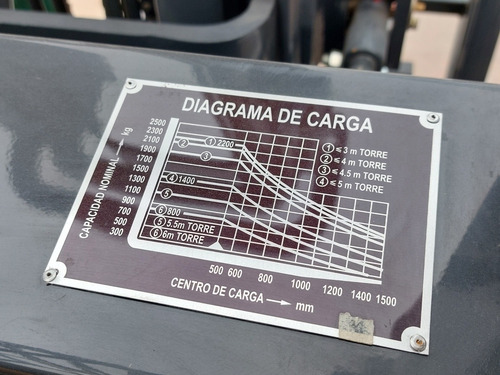 DIAGRAMA DE CARGA
CAPACIDAD NOMINAL → kg
2500
2300
2100
1900
1700
1500
1300
1100
900
700
500
300
① 2200
②
③
④ 1400
⑤
⑥ 800
⑤ 5.5m TORRE
⑥ 6m TORRE
① ≤ 3 m TORRE
② ≤ 4 m TORRE
③ ≤ 4.5 m TORRE
④ ≤ 5 m TORRE
500 600 800 1000 1200 1400 1500
CENTRO DE CARGA → mm